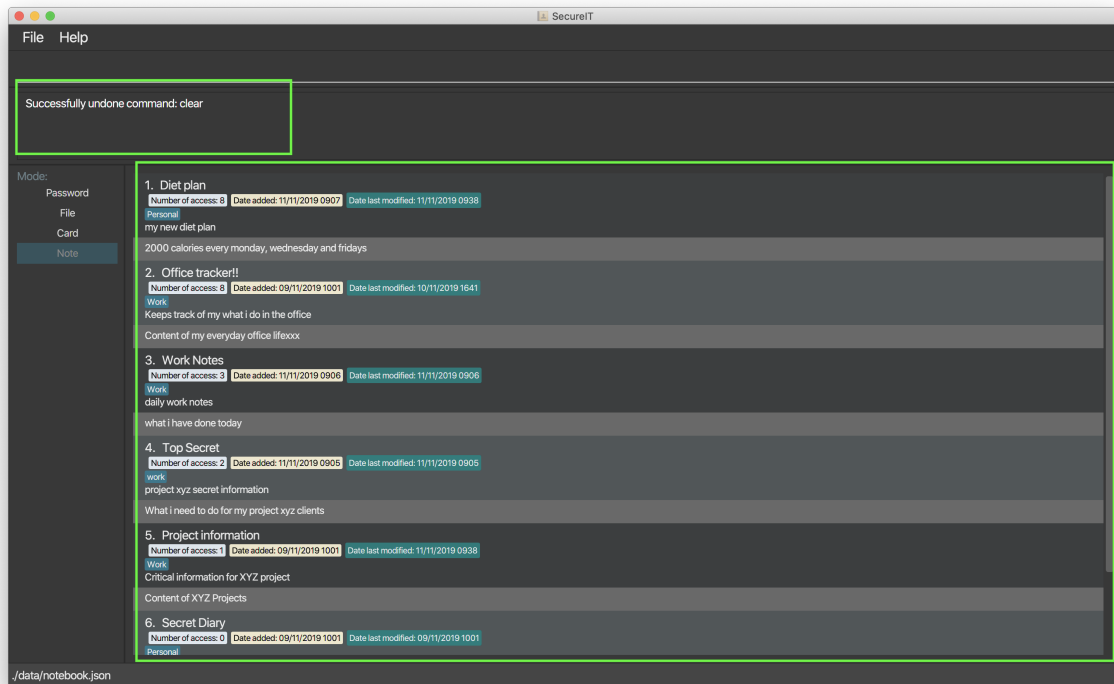 SecureIT
File Help
Successfully undone command: clear
Mode:
Password
File
Card
Note
1. Diet plan
Number of access: 8 Date added: 11/11/2019 0907 Date last modified: 11/11/2019 0938
Personal
my new diet plan
2000 calories every monday, wednesday and fridays
2. Office tracker!!
Number of access: 8 Date added: 09/11/2019 1001 Date last modified: 10/11/2019 1641
Work
Keeps track of my what i do in the office
Content of my everyday office lifexxx
3. Work Notes
Number of access: 3 Date added: 11/11/2019 0906 Date last modified: 11/11/2019 0906
Work
daily work notes
what i have done today
4. Top Secret
Number of access: 2 Date added: 11/11/2019 0905 Date last modified: 11/11/2019 0905
work
project xyz secret information
What i need to do for my project xyz clients
5. Project information
Number of access: 1 Date added: 09/11/2019 1001 Date last modified: 11/11/2019 0938
Work
Critical information for XYZ project
Content of XYZ Projects
6. Secret Diary
Number of access: 0 Date added: 09/11/2019 1001 Date last modified: 09/11/2019 1001
Personal
./data/notebook.json